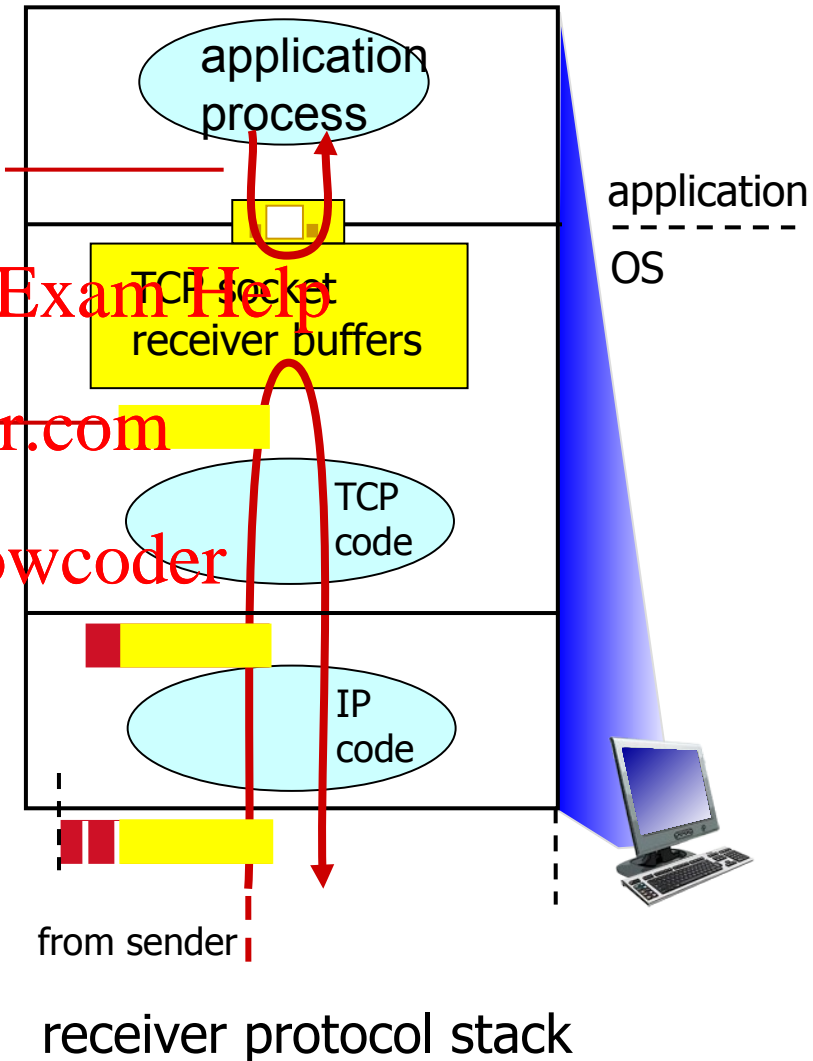 application
process
application
OS
Exam Help
TCP socket
receiver buffers
r.com
TCP
code
owcoder
IP
code
from sender
receiver protocol stack